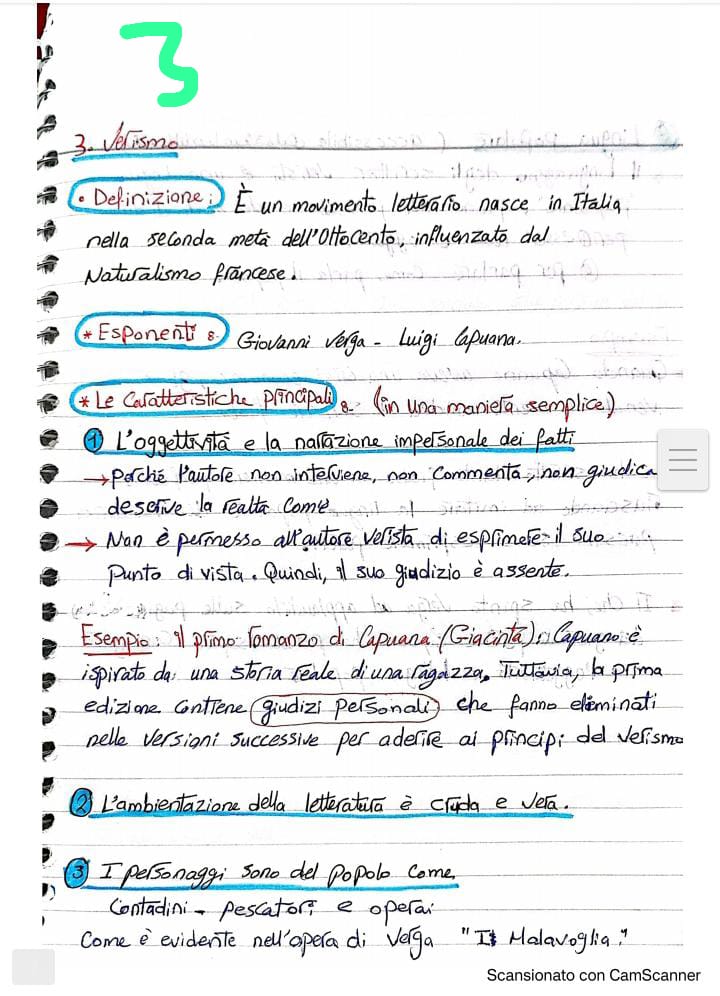 3
3. Verismo
• Definizione: È un movimento letterario nasce in Italia
nella seconda metà dell'Ottocento, influenzato dal
Naturalismo francese.
* Esponenti: Giovanni Verga - Luigi Capuana.
* Le Caratteristiche principali: (in una maniera semplice)
1 L'oggettività e la narrazione impersonale dei fatti
→ Perché l'autore non interviene, non commenta, non giudica
descrive la realtà come
→ Non è permesso all'autore verista di esprimere il suo
Punto di vista. Quindi, il suo giudizio è assente.
Esempio: il primo romanzo di Capuana (Giacinta), Capuano è
ispirato da una storia reale di una ragazza. Tuttavia, la prima
edizione contiene giudizi personali che fanno eliminati
nelle versioni successive per aderire ai principi del verismo
2 L'ambientazione della letteratura è cruda e vera.
3 I personaggi sono del popolo come
Contadini - pescatori e operai
Come è evidente nell'opera di Verga "I Malavoglia."
Scansionato con CamScanner